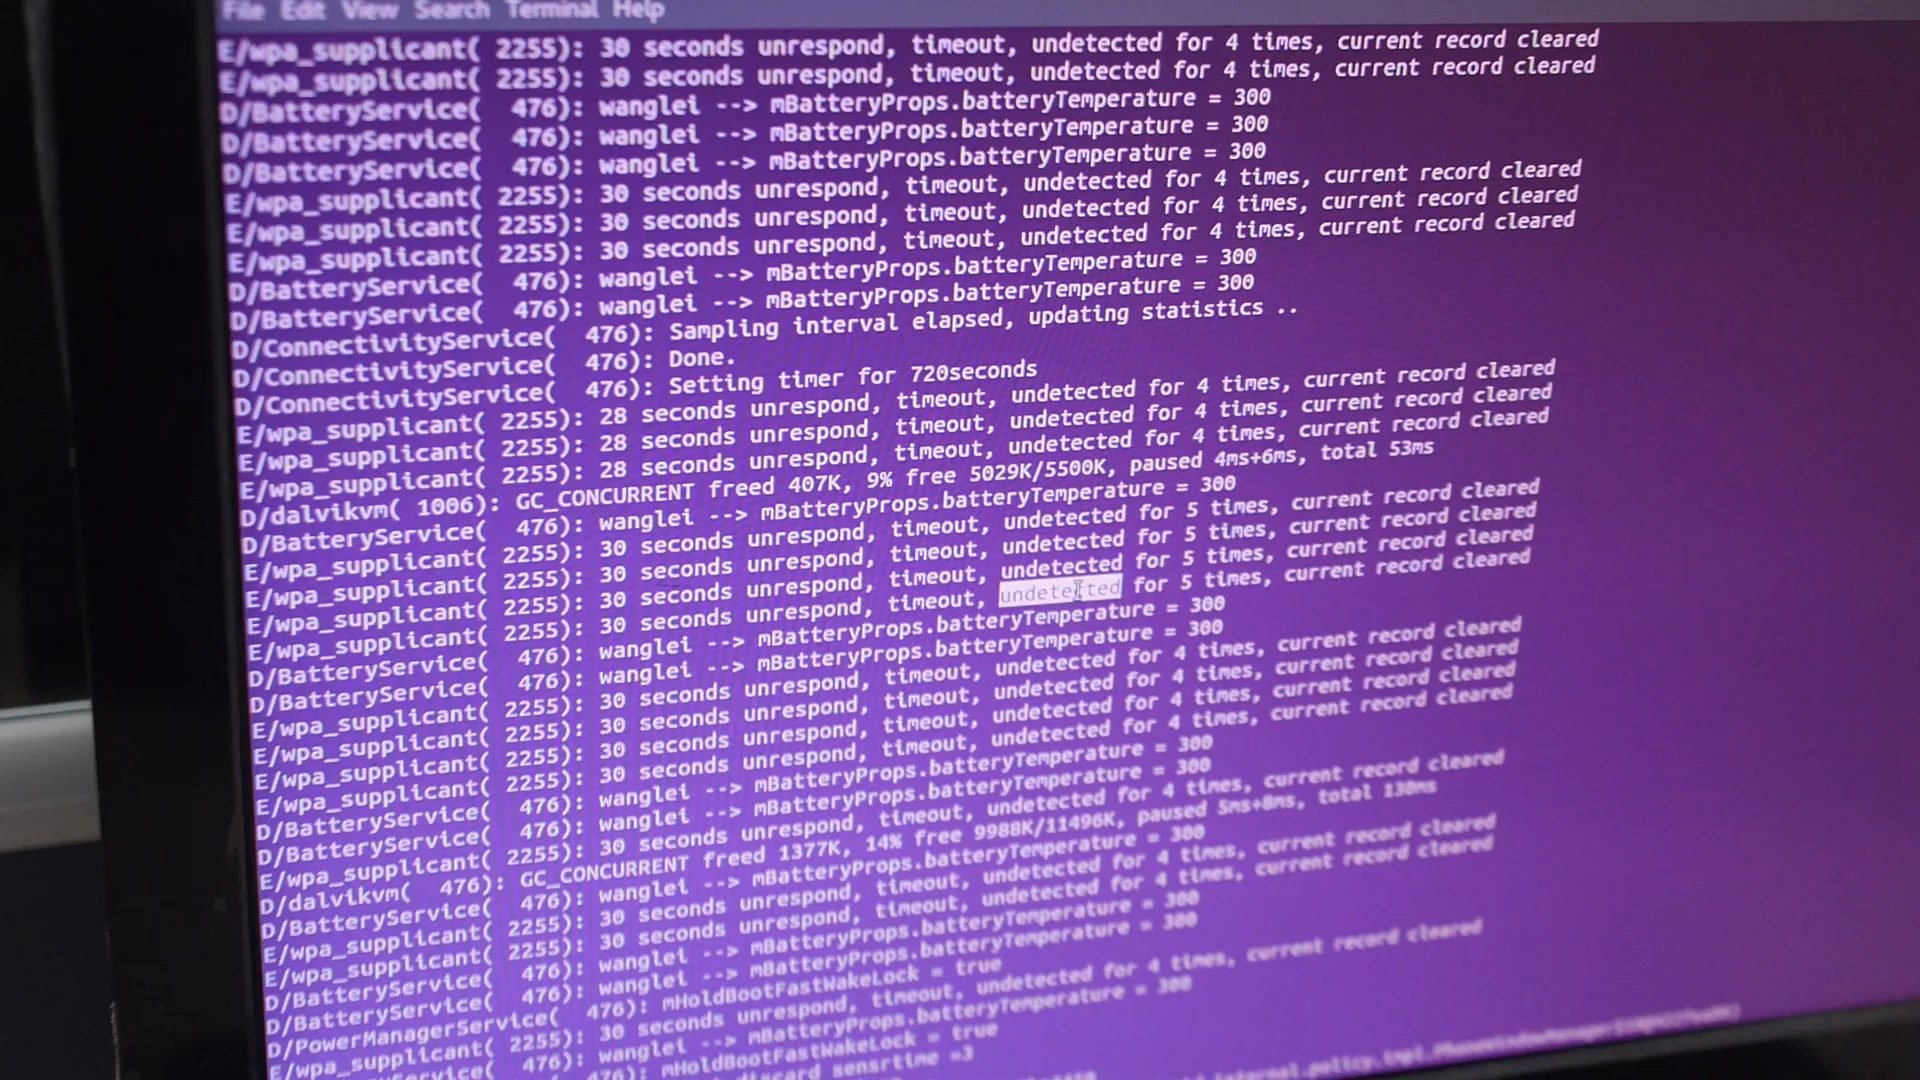 File Edit View Search Terminal Help
E/wpa_supplicant( 2255): 30 seconds unrespond, timeout, undetected for 4 times, current record cleared
E/wpa_supplicant( 2255): 30 seconds unrespond, timeout, undetected for 4 times, current record cleared
D/BatteryService(  476): wanglei --> mBatteryProps.batteryTemperature = 300
D/BatteryService(  476): wanglei --> mBatteryProps.batteryTemperature = 300
D/BatteryService(  476): wanglei --> mBatteryProps.batteryTemperature = 300
E/wpa_supplicant( 2255): 30 seconds unrespond, timeout, undetected for 4 times, current record cleared
E/wpa_supplicant( 2255): 30 seconds unrespond, timeout, undetected for 4 times, current record cleared
E/wpa_supplicant( 2255): 30 seconds unrespond, timeout, undetected for 4 times, current record cleared
D/BatteryService(  476): wanglei --> mBatteryProps.batteryTemperature = 300
D/BatteryService(  476): wanglei --> mBatteryProps.batteryTemperature = 300
D/ConnectivityService(  476): Sampling interval elapsed, updating statistics ..
D/ConnectivityService(  476): Done.
D/ConnectivityService(  476): Setting timer for 720seconds
E/wpa_supplicant( 2255): 28 seconds unrespond, timeout, undetected for 4 times, current record cleared
E/wpa_supplicant( 2255): 28 seconds unrespond, timeout, undetected for 4 times, current record cleared
E/wpa_supplicant( 2255): 28 seconds unrespond, timeout, undetected for 4 times, current record cleared
D/dalvikvm( 1006): GC_CONCURRENT freed 407K, 9% free 5029K/5500K, paused 4ms+6ms, total 53ms
D/BatteryService(  476): wanglei --> mBatteryProps.batteryTemperature = 300
E/wpa_supplicant( 2255): 30 seconds unrespond, timeout, undetected for 5 times, current record cleared
E/wpa_supplicant( 2255): 30 seconds unrespond, timeout, undetected for 5 times, current record cleared
E/wpa_supplicant( 2255): 30 seconds unrespond, timeout, undetected for 5 times, current record cleared
E/wpa_supplicant( 2255): 30 seconds unrespond, timeout, undetected for 5 times, current record cleared
D/BatteryService(  476): wanglei --> mBatteryProps.batteryTemperature = 300
D/BatteryService(  476): wanglei --> mBatteryProps.batteryTemperature = 300
E/wpa_supplicant( 2255): 30 seconds unrespond, timeout, undetected for 4 times, current record cleared
E/wpa_supplicant( 2255): 30 seconds unrespond, timeout, undetected for 4 times, current record cleared
E/wpa_supplicant( 2255): 30 seconds unrespond, timeout, undetected for 4 times, current record cleared
E/wpa_supplicant( 2255): 30 seconds unrespond, timeout, undetected for 4 times, current record cleared
D/BatteryService(  476): wanglei --> mBatteryProps.batteryTemperature = 300
D/BatteryService(  476): wanglei --> mBatteryProps.batteryTemperature = 300
E/wpa_supplicant( 2255): 30 seconds unrespond, timeout, undetected for 4 times, current record cleared
D/dalvikvm(  476): GC_CONCURRENT freed 1377K, 14% free 9988K/11496K, paused 5ms+8ms, total 130ms
D/BatteryService(  476): wanglei --> mBatteryProps.batteryTemperature = 300
E/wpa_supplicant( 2255): 30 seconds unrespond, timeout, undetected for 4 times, current record cleared
E/wpa_supplicant( 2255): 30 seconds unrespond, timeout, undetected for 4 times, current record cleared
D/BatteryService(  476): wanglei --> mBatteryProps.batteryTemperature = 300
D/BatteryService(  476): wanglei --> mBatteryProps.batteryTemperature = 300
D/PowerManagerService(  476): mHoldBootFastWakeLock = true
E/wpa_supplicant( 2255): 30 seconds unrespond, timeout, undetected for 4 times, current record cleared
476): wanglei --> mBatteryProps.batteryTemperature = 300
476): mHoldBootFastWakeLock = true
discard sensrtime =3